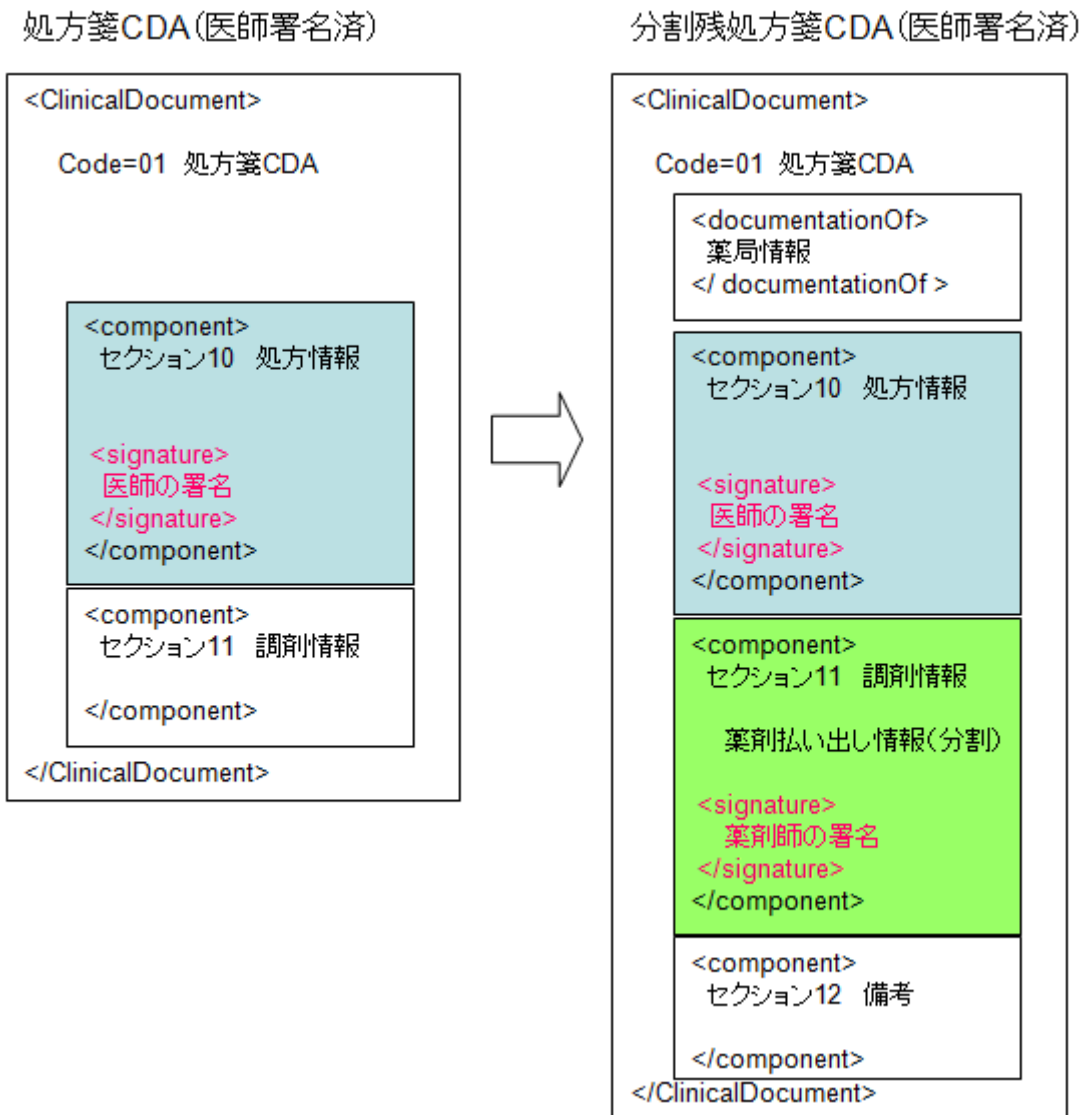 処方箋CDA(医師署名済)
<ClinicalDocument>
Code=01 処方箋CDA
<component>
セクション10 処方情報
<signature>
医師の署名
</signature>
</component>
<component>
セクション11 調剤情報
</component>
</ClinicalDocument>
分割残処方箋CDA(医師署名済)
<ClinicalDocument>
Code=01 処方箋CDA
<documentationOf>
薬局情報
</ documentationOf >
<component>
セクション10 処方情報
<signature>
医師の署名
</signature>
</component>
<component>
セクション11 調剤情報
薬剤払い出し情報(分割)
<signature>
薬剤師の署名
</signature>
</component>
<component>
セクション12 備考
</component>
</ClinicalDocument>